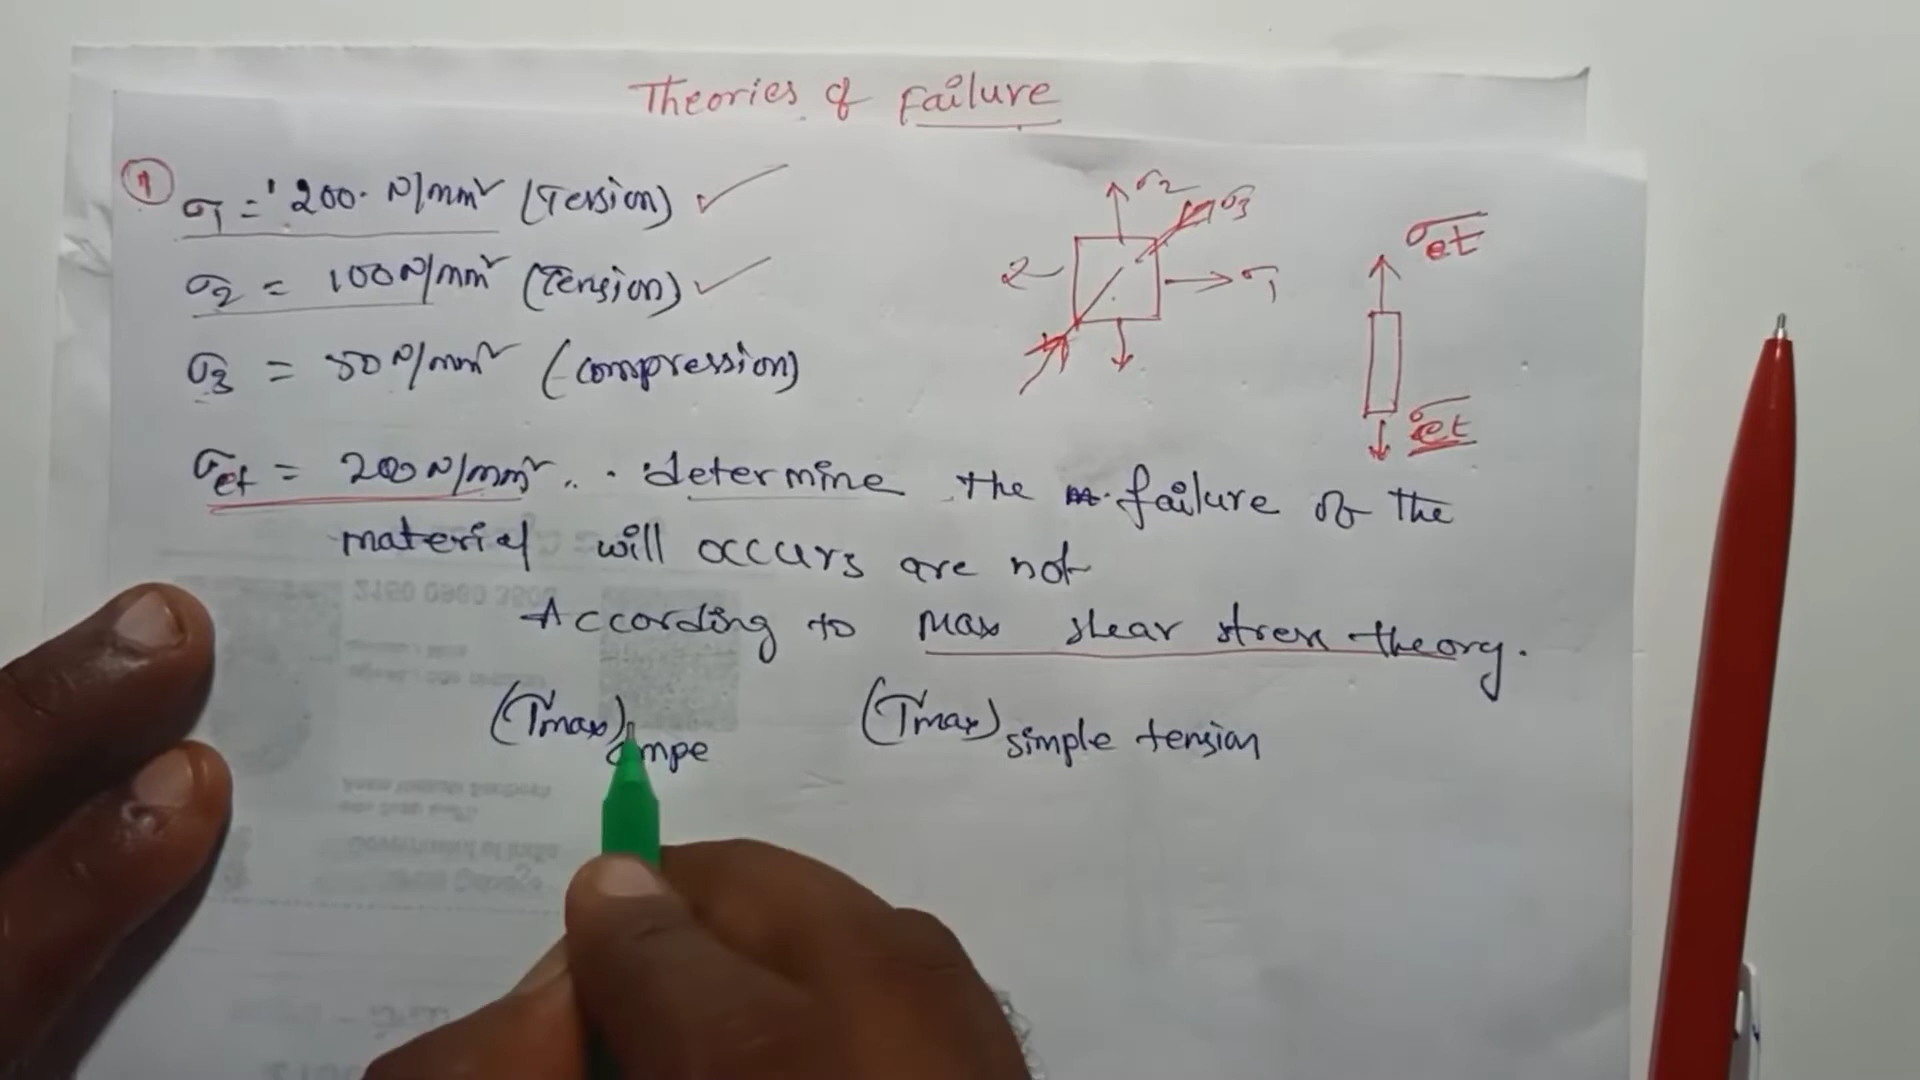 Theories of Failure
1
σ1 = 200 N/mm² (Tension) ✓
σ2 = 100 N/mm² (Tension) ✓
σ3 = 50 N/mm² (compression)
σ2
σ3
σ1
σet
σet
σet = 200 N/mm². determine the failure of the
material will occurs are not
According to max shear stress theory.
(τmax) (τmax) simple tension